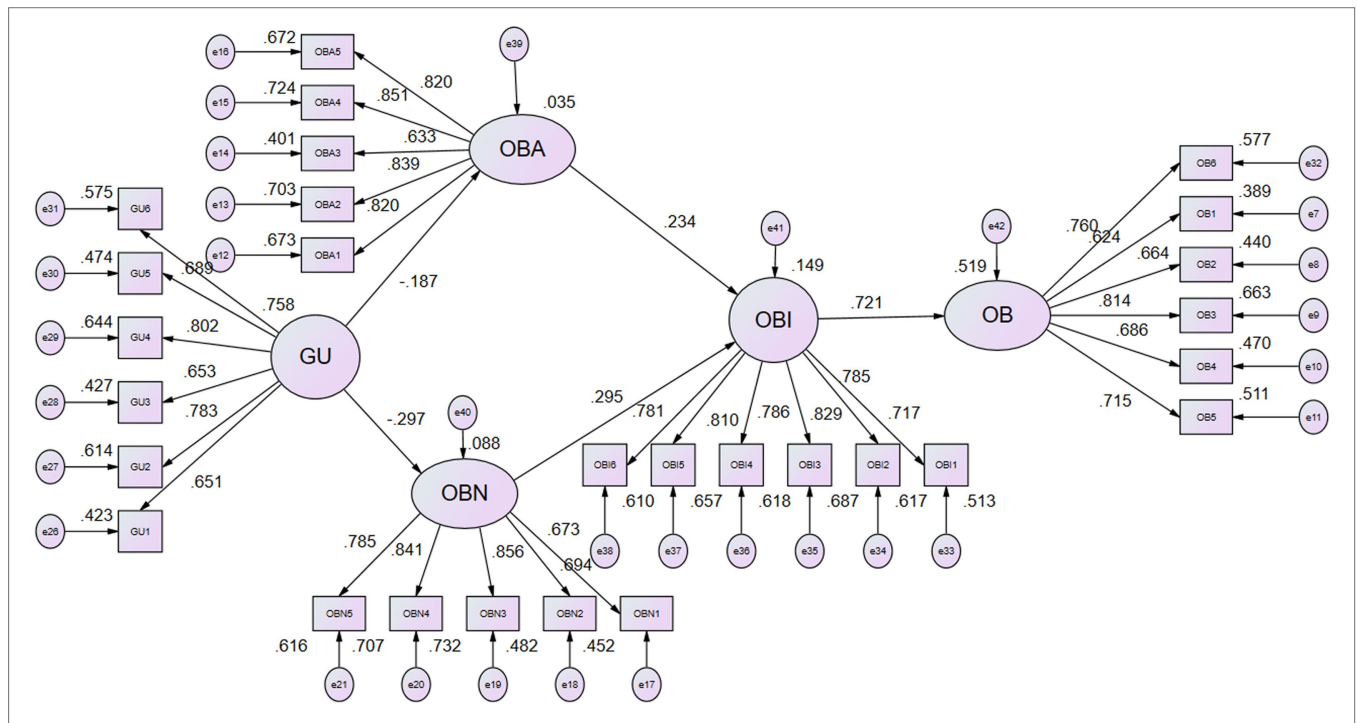 e39
e16 .672 OBA5
.820
e15 .724 OBA4
.851
.035
e14 .401 OBA3
.633
OBA
.839
e13 .703 OBA2
.820
e12 .673 OBA1
e31 .575 GU6
e30 .474 GU5
.689
.758
-.187
e29 .644 GU4
.802
GU
e28 .427 GU3
.653
.783
e27 .614 GU2
.651
e26 .423 GU1
-.297
.234
e41
.149
OBI
.721
e42
.519
OB
.760
OB6 .577 e32
.624
OB1 .389 e7
.664
OB2 .440 e8
.814
OB3 .663 e9
.686
OB4 .470 e10
.715
OB5 .511 e11
e40
.088
OBN
.295
.781
.810
.786
.829
.785
.717
OBI6 OBI5 OBI4 OBI3 OBI2 OBI1
.610 .657 .618 .687 .617 .513
e38 e37 e36 e35 e34 e33
.785
.841
.856
.694
.673
OBN5 OBN4 OBN3 OBN2 OBN1
.616 .707 .732 .482 .452
e21 e20 e19 e18 e17